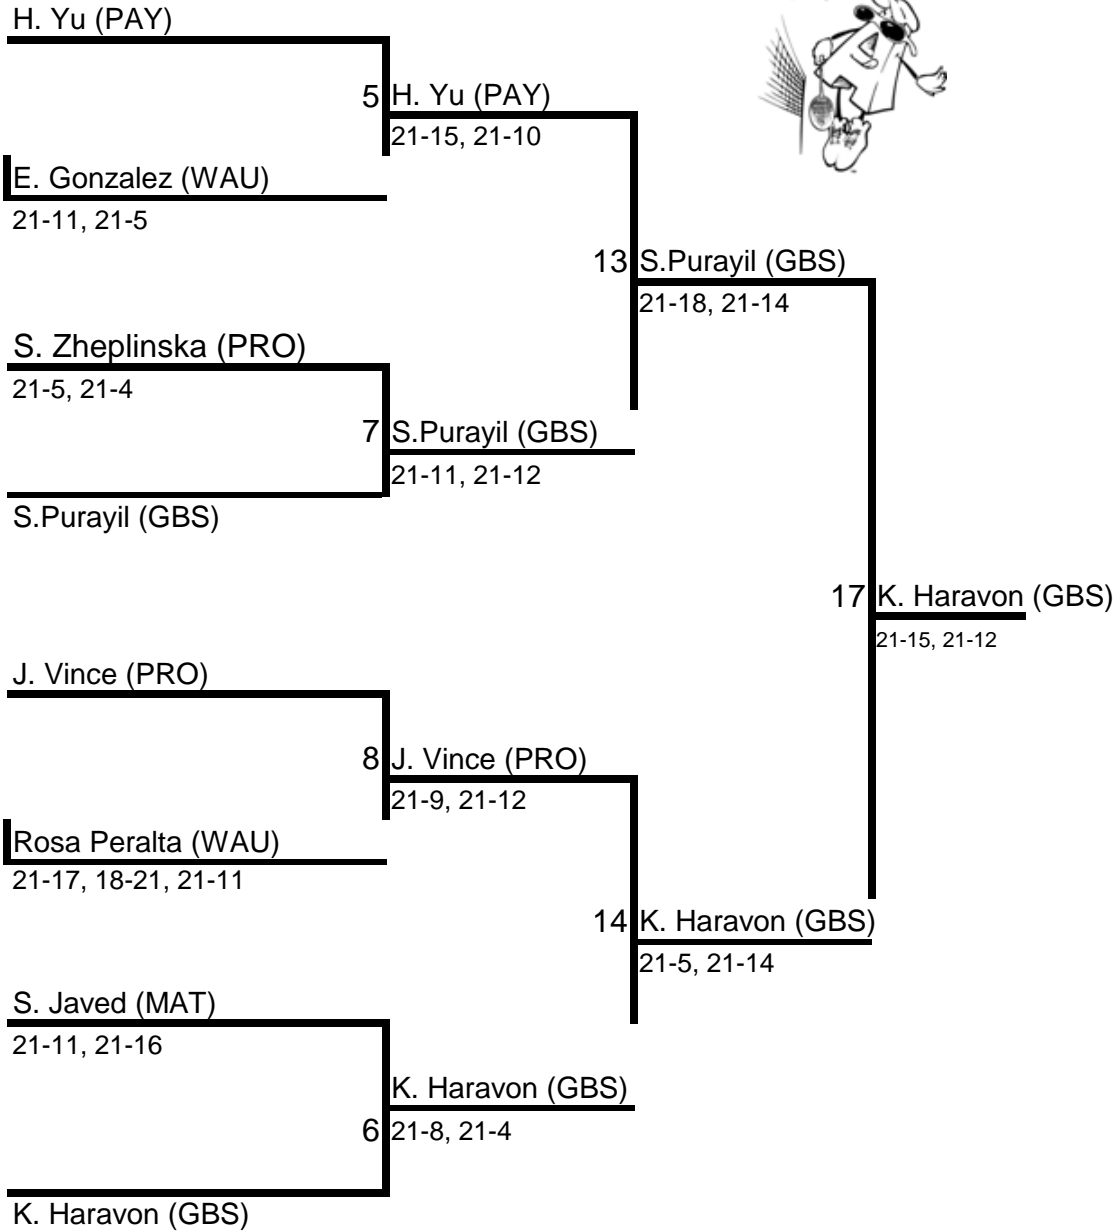 H. Yu (PAY)
5 H. Yu (PAY)
21-15, 21-10
E. Gonzalez (WAU)
21-11, 21-5
13 S.Purayil (GBS)
21-18, 21-14
S. Zheplinska (PRO)
21-5, 21-4
7 S.Purayil (GBS)
21-11, 21-12
S.Purayil (GBS)
17 K. Haravon (GBS)
21-15, 21-12
J. Vince (PRO)
8 J. Vince (PRO)
21-9, 21-12
Rosa Peralta (WAU)
21-17, 18-21, 21-11
14 K. Haravon (GBS)
21-5, 21-14
S. Javed (MAT)
21-11, 21-16
K. Haravon (GBS)
6 21-8, 21-4
K. Haravon (GBS)